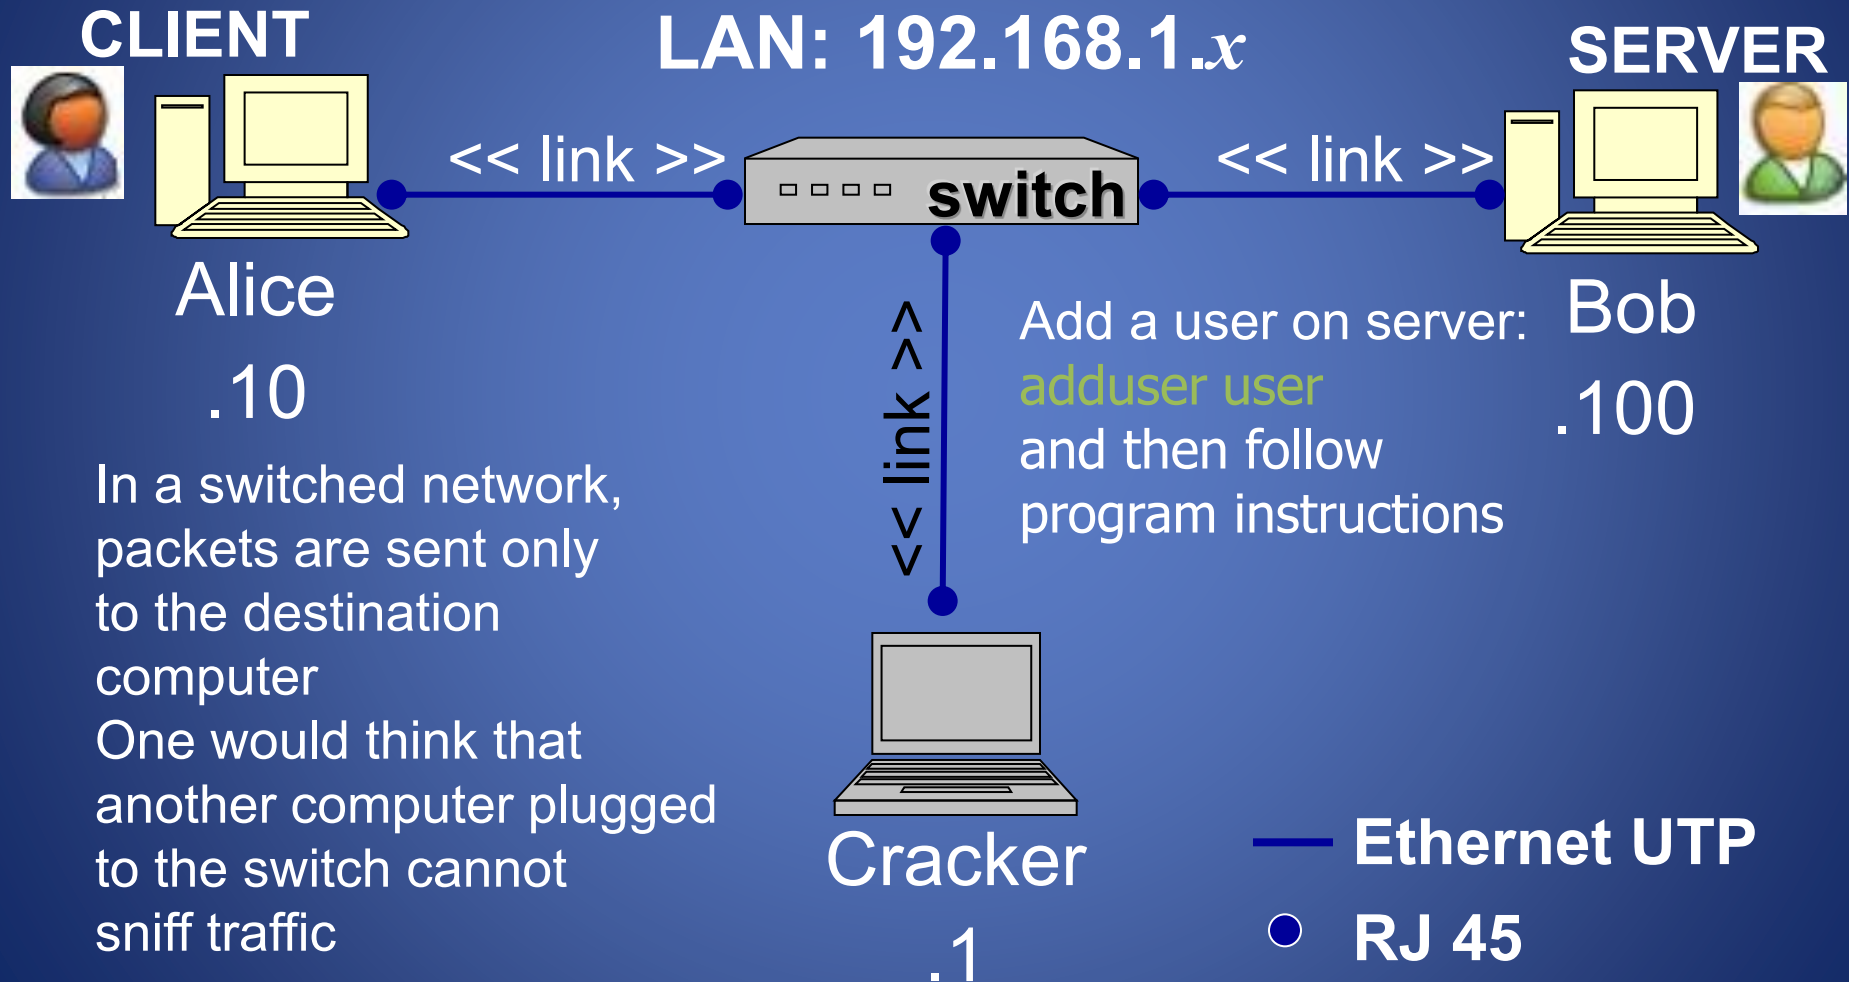 CLIENT
LAN: 192.168.1.x
SERVER
<< link >>
switch
<< link >>
Alice
.10
<< link >>
Bob
.100
Add a user on server:
adduser user
and then follow
program instructions
In a switched network,
packets are sent only
to the destination
computer
One would think that
another computer plugged
to the switch cannot
sniff traffic
Cracker
.1
Ethernet UTP
RJ 45